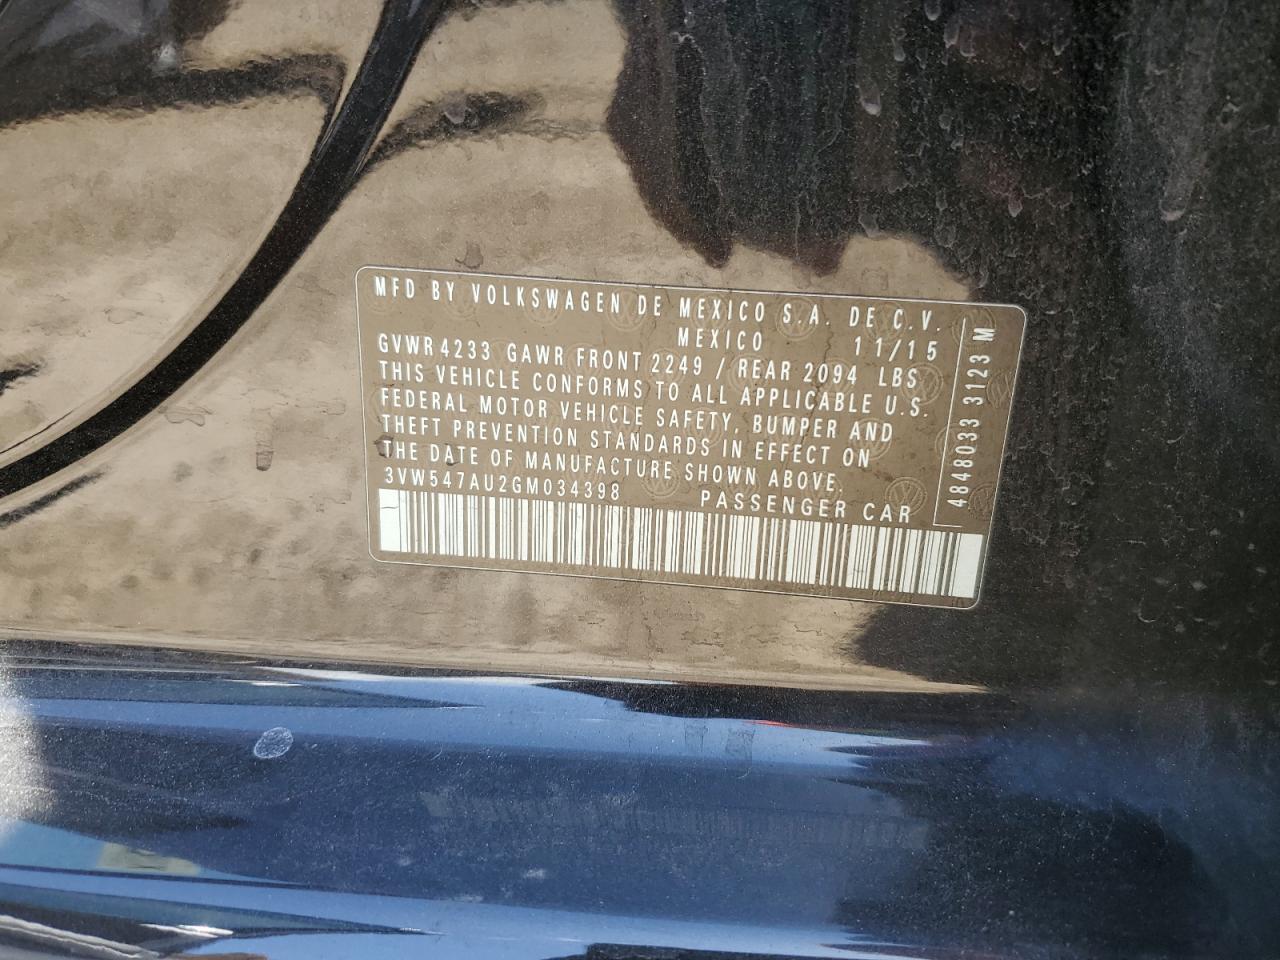 MFD BY VOLKSWAGEN DE MEXICO S.A. DE C.V.
MEXICO 11/15
GVWR 4233 GAWR FRONT 2249 / REAR 2094 LBS
THIS VEHICLE CONFORMS TO ALL APPLICABLE U.S.
FEDERAL MOTOR VEHICLE SAFETY, BUMPER AND
THEFT PREVENTION STANDARDS IN EFFECT ON
THE DATE OF MANUFACTURE SHOWN ABOVE.
3VW547AU2GM034398 PASSENGER CAR
4848033 3123 M